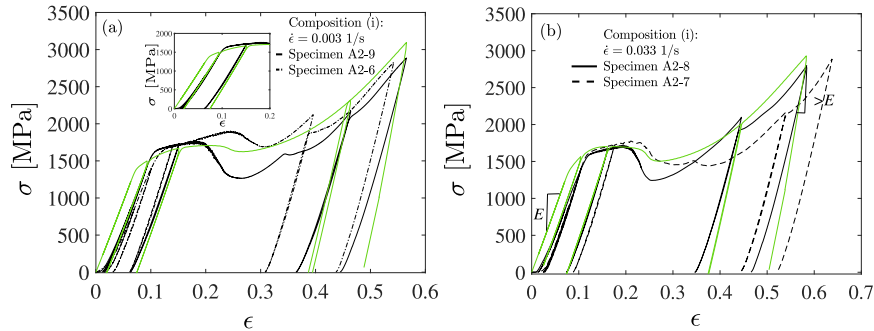 (a)
Composition (i):
ε̇ = 0.003 1/s
Specimen A2-9
Specimen A2-6
σ [MPa]
3500
3000
2500
2000
1500
1000
500
0
0 0.1 0.2 0.3 0.4 0.5 0.6
ϵ
σ [MPa]
2000
1500
1000
500
0
0 0.1 0.2
ϵ
E
(b)
Composition (i):
ε̇ = 0.033 1/s
Specimen A2-8
Specimen A2-7
>E
σ [MPa]
3500
3000
2500
2000
1500
1000
500
0
E
0 0.1 0.2 0.3 0.4 0.5 0.6 0.7
ϵ